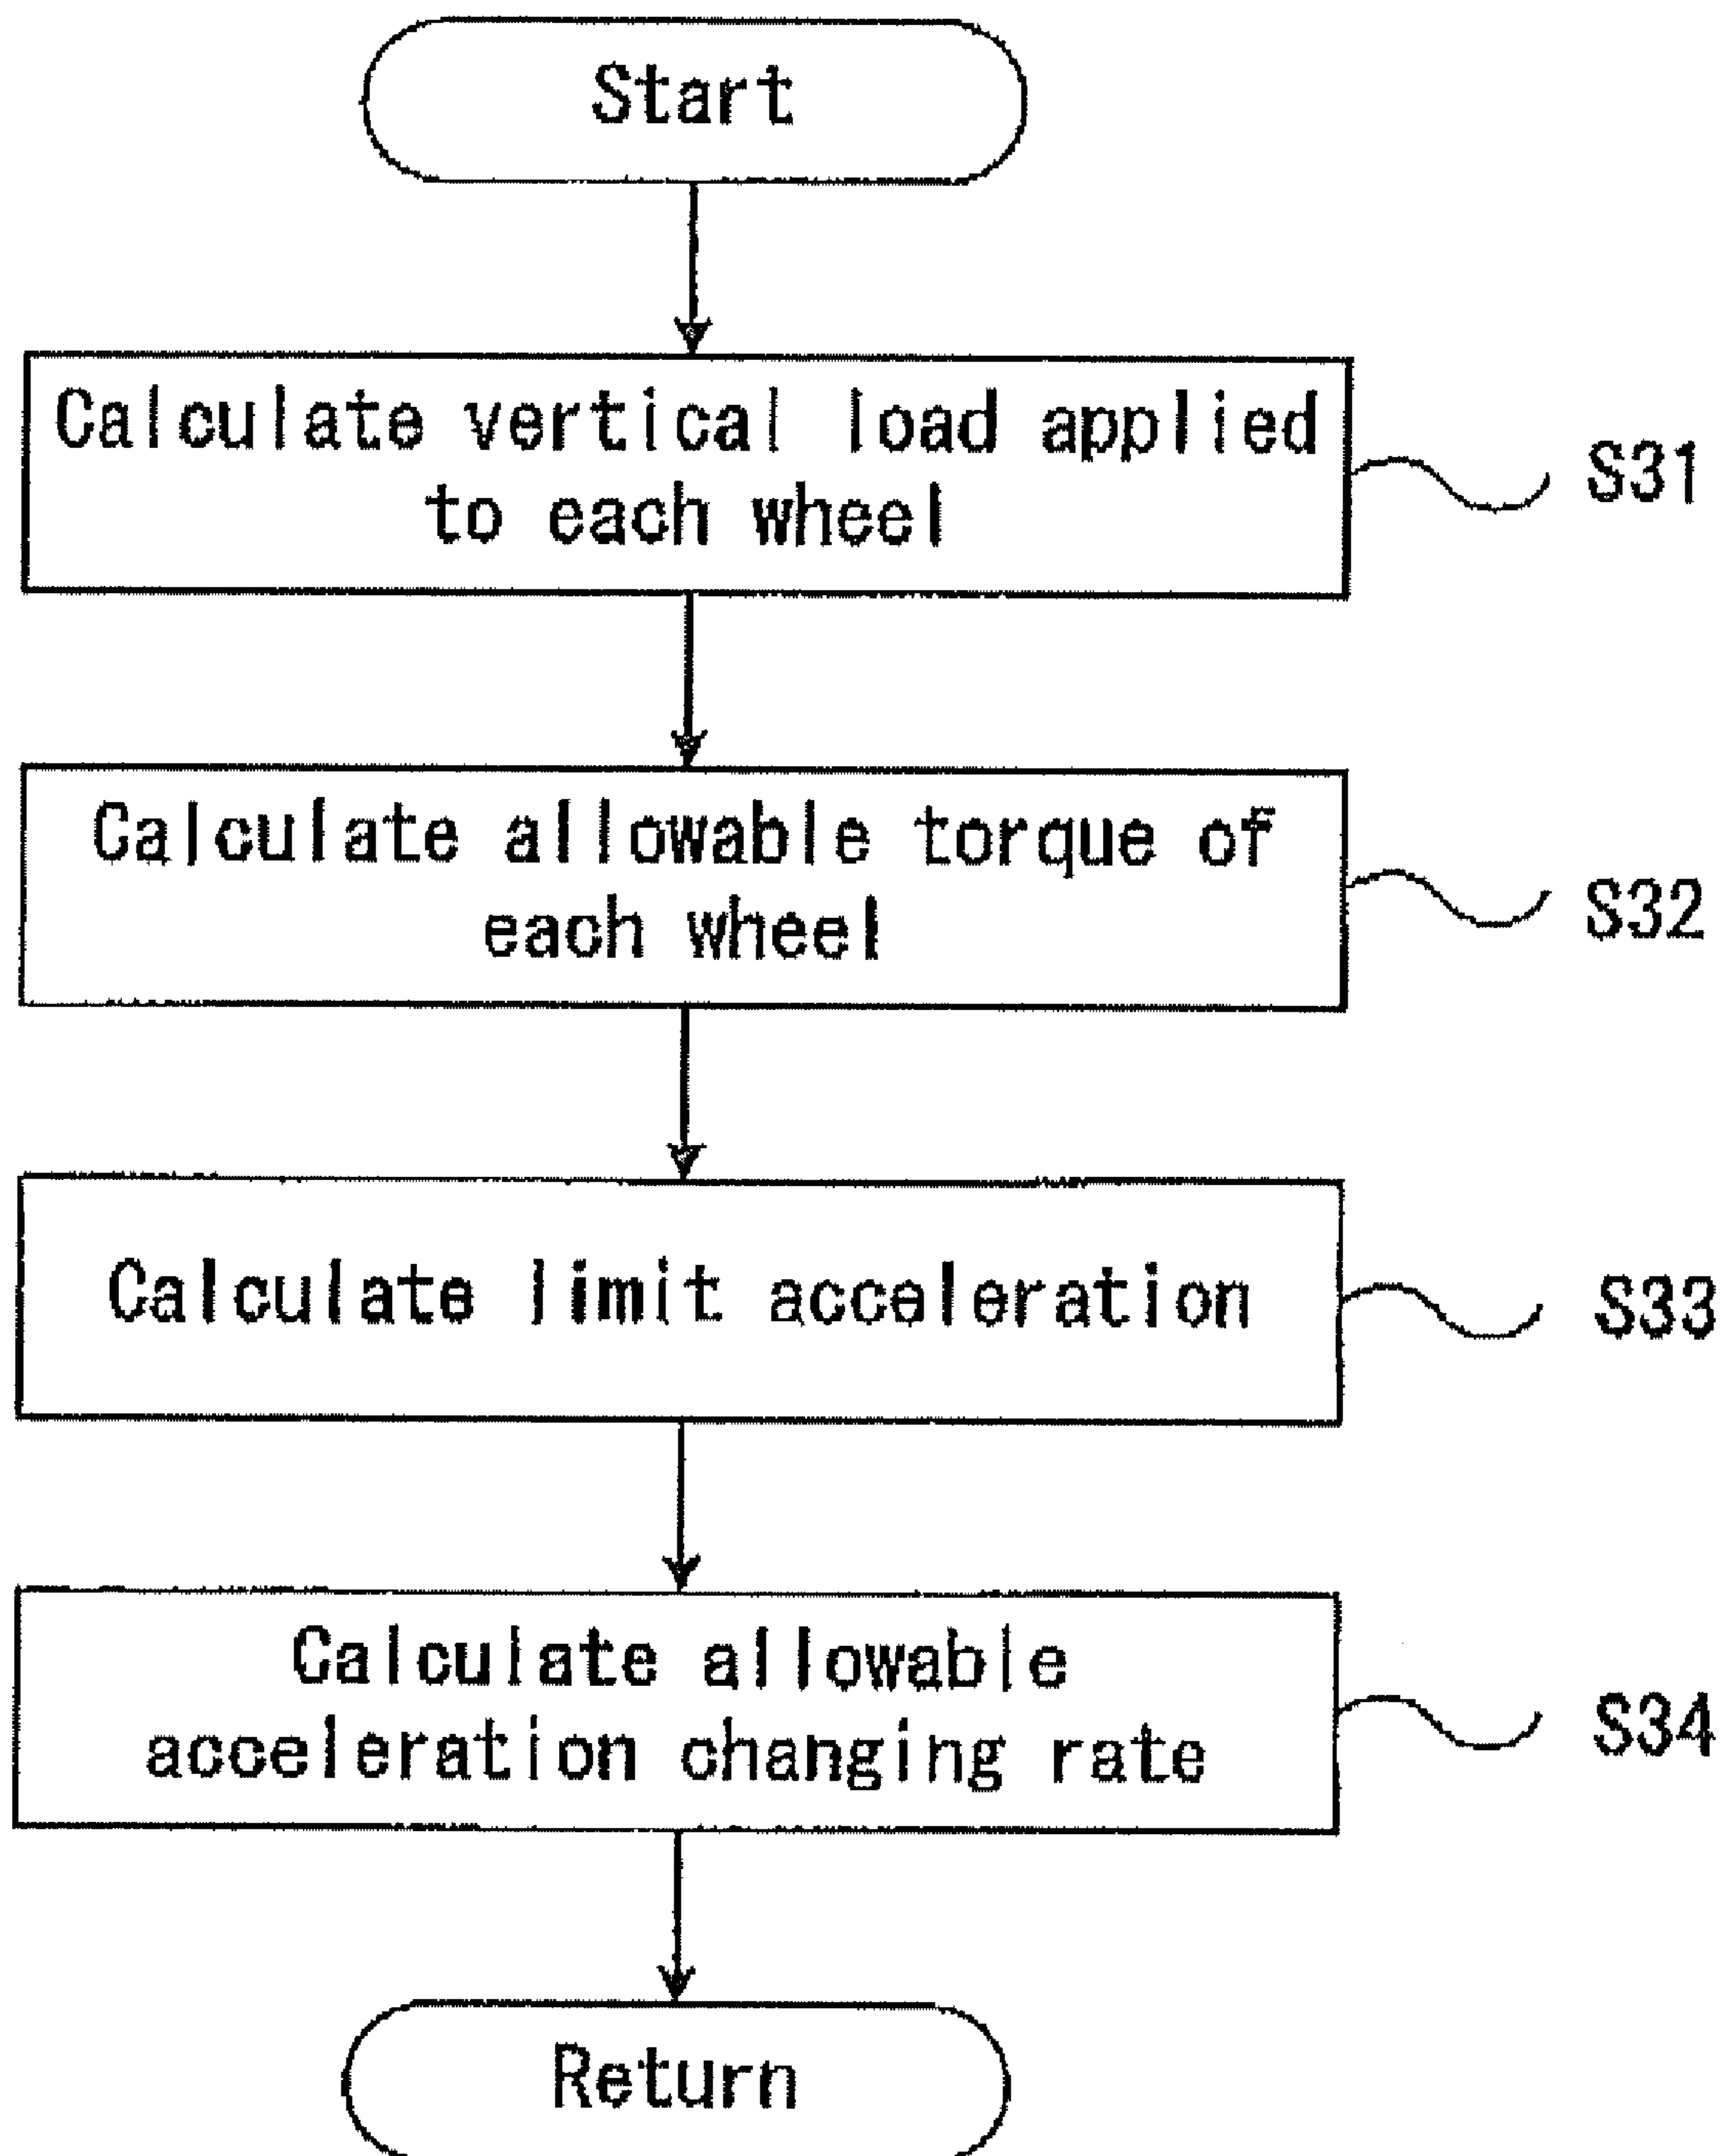 Start
Calculate vertical load applied
to each wheel
S31
Calculate allowable torque of
each wheel
S32
Calculate limit acceleration
S33
Calculate allowable
acceleration changing rate
S34
Return